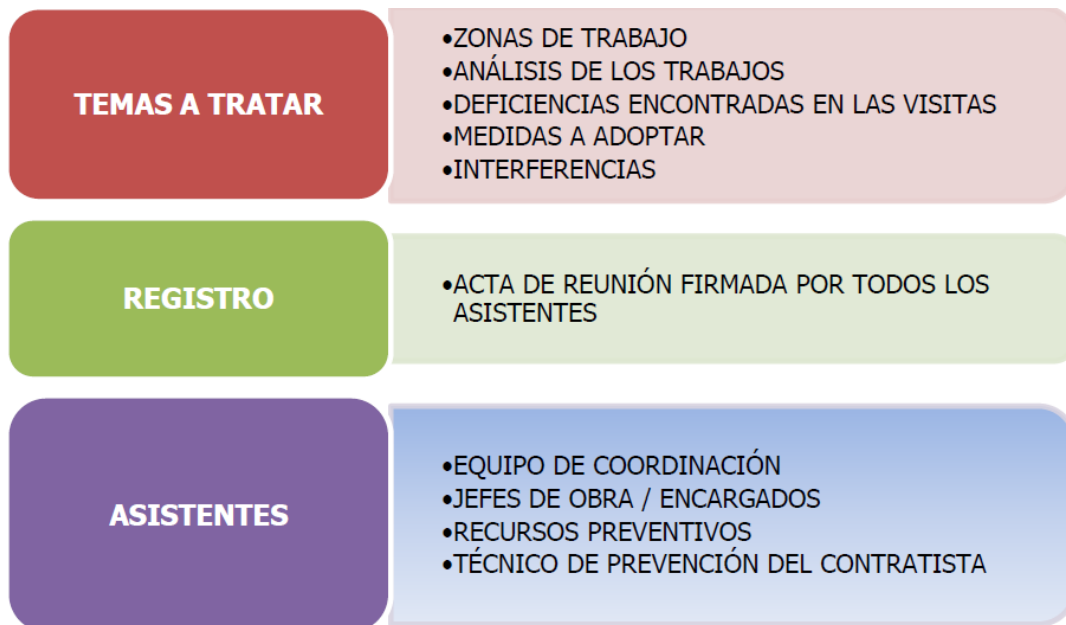 TEMAS A TRATAR
•ZONAS DE TRABAJO
•ANÁLISIS DE LOS TRABAJOS
•DEFICIENCIAS ENCONTRADAS EN LAS VISITAS
•MEDIDAS A ADOPTAR
•INTERFERENCIAS
REGISTRO
•ACTA DE REUNIÓN FIRMADA POR TODOS LOS
ASISTENTES
ASISTENTES
•EQUIPO DE COORDINACIÓN
•JEFES DE OBRA / ENCARGADOS
•RECURSOS PREVENTIVOS
•TÉCNICO DE PREVENCIÓN DEL CONTRATISTA